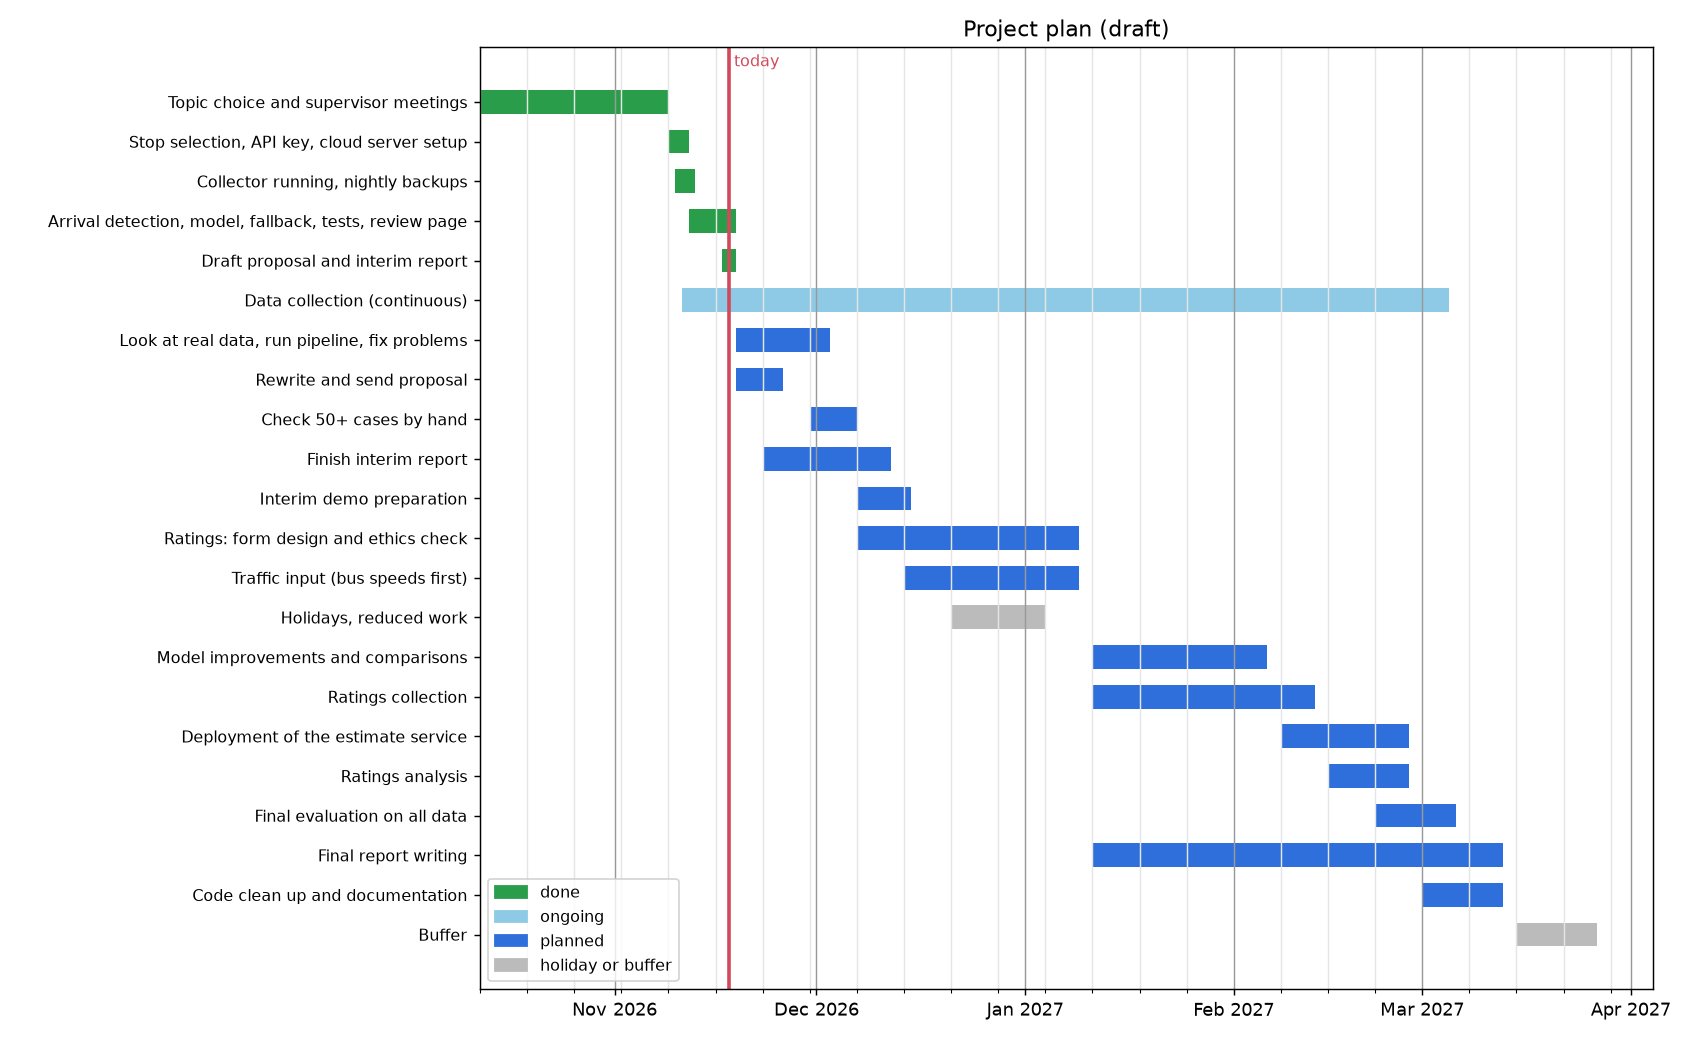 Project plan (draft)
today
Topic choice and supervisor meetings
Stop selection, API key, cloud server setup
Collector running, nightly backups
Arrival detection, model, fallback, tests, review page
Draft proposal and interim report
Data collection (continuous)
Look at real data, run pipeline, fix problems
Rewrite and send proposal
Check 50+ cases by hand
Finish interim report
Interim demo preparation
Ratings: form design and ethics check
Traffic input (bus speeds first)
Holidays, reduced work
Model improvements and comparisons
Ratings collection
Deployment of the estimate service
Ratings analysis
Final evaluation on all data
Final report writing
Code clean up and documentation
Buffer
done
ongoing
planned
holiday or buffer
Nov 2026
Dec 2026
Jan 2027
Feb 2027
Mar 2027
Apr 2027